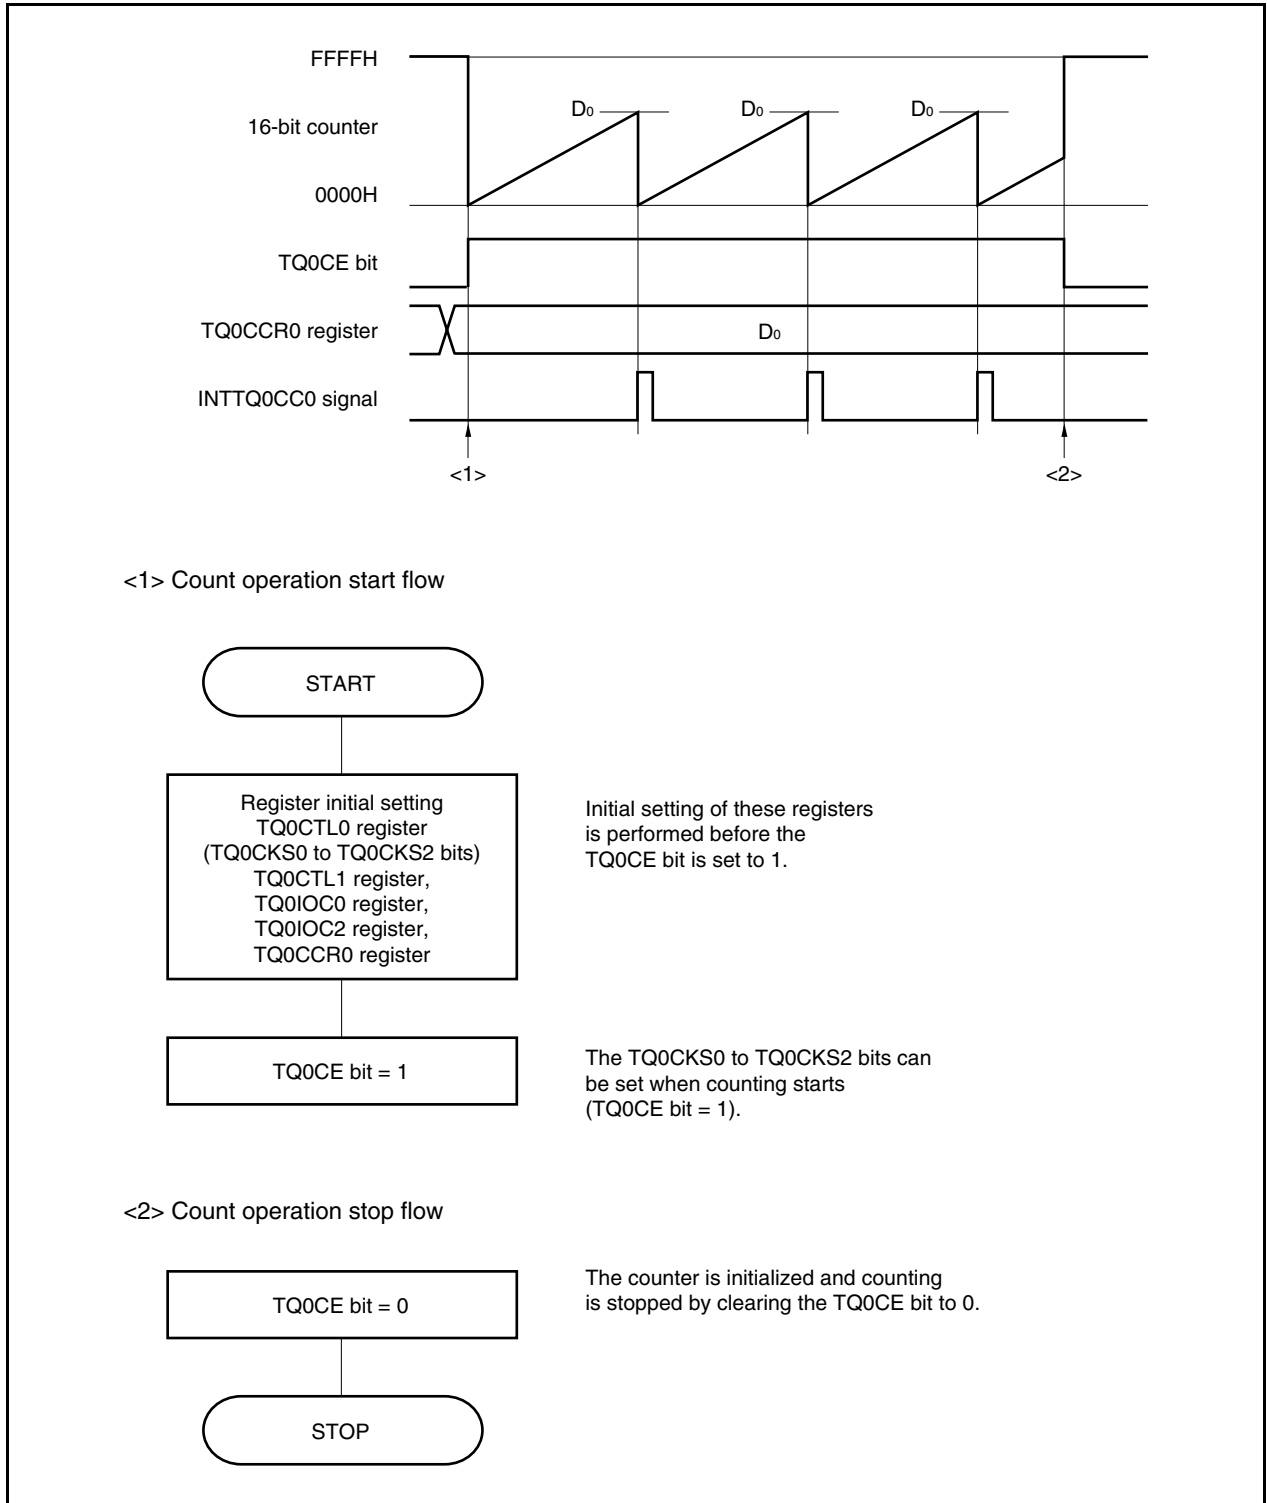 FFFFH
D0 D0 D0
16-bit counter
0000H
TQ0CE bit
TQ0CCR0 register D0
INTTQ0CC0 signal
<1> <2>
<1> Count operation start flow
START
Register initial setting
TQ0CTL0 register
(TQ0CKS0 to TQ0CKS2 bits)
TQ0CTL1 register,
TQ0IOC0 register,
TQ0IOC2 register,
TQ0CCR0 register
Initial setting of these registers
is performed before the
TQ0CE bit is set to 1.
TQ0CE bit = 1
The TQ0CKS0 to TQ0CKS2 bits can
be set when counting starts
(TQ0CE bit = 1).
<2> Count operation stop flow
TQ0CE bit = 0
The counter is initialized and counting
is stopped by clearing the TQ0CE bit to 0.
STOP